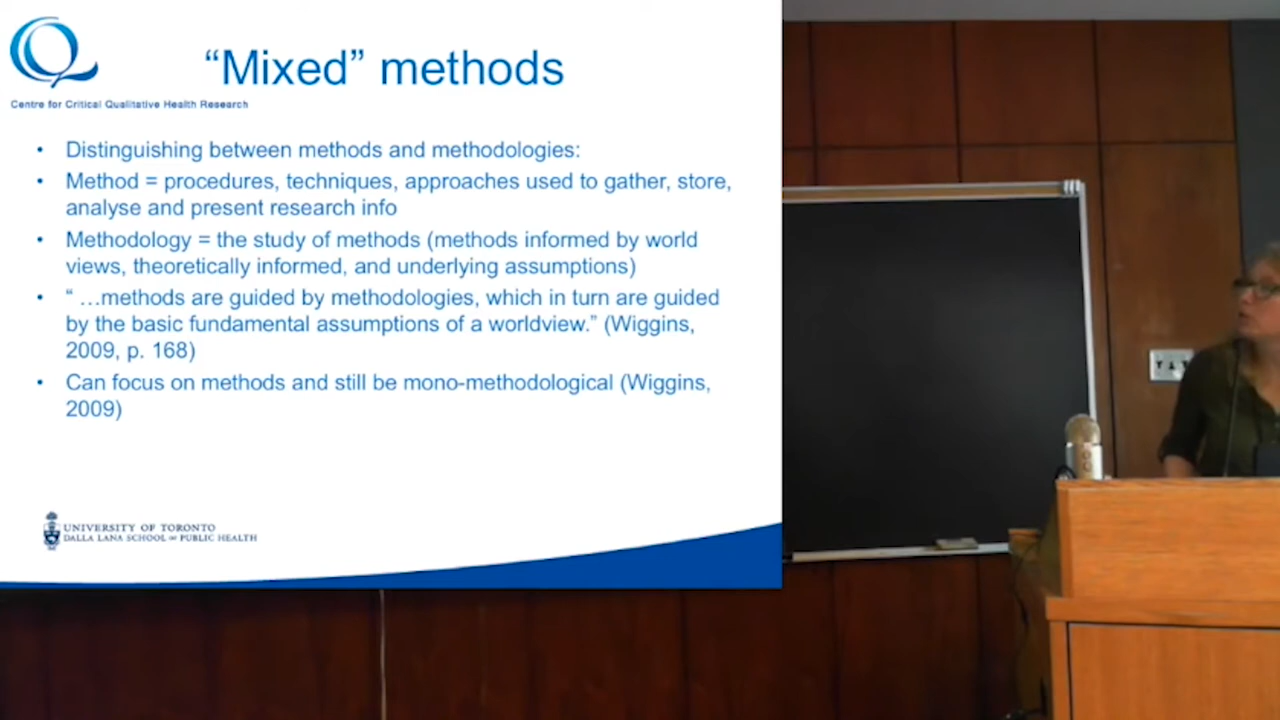 “Mixed” methods
Centre for Critical Qualitative Health Research
• Distinguishing between methods and methodologies:
• Method = procedures, techniques, approaches used to gather, store,
analyse and present research info
• Methodology = the study of methods (methods informed by world
views, theoretically informed, and underlying assumptions)
• “ …methods are guided by methodologies, which in turn are guided
by the basic fundamental assumptions of a worldview.” (Wiggins,
2009, p. 168)
• Can focus on methods and still be mono-methodological (Wiggins,
2009)
UNIVERSITY OF TORONTO
DALLA LANA SCHOOL OF PUBLIC HEALTH